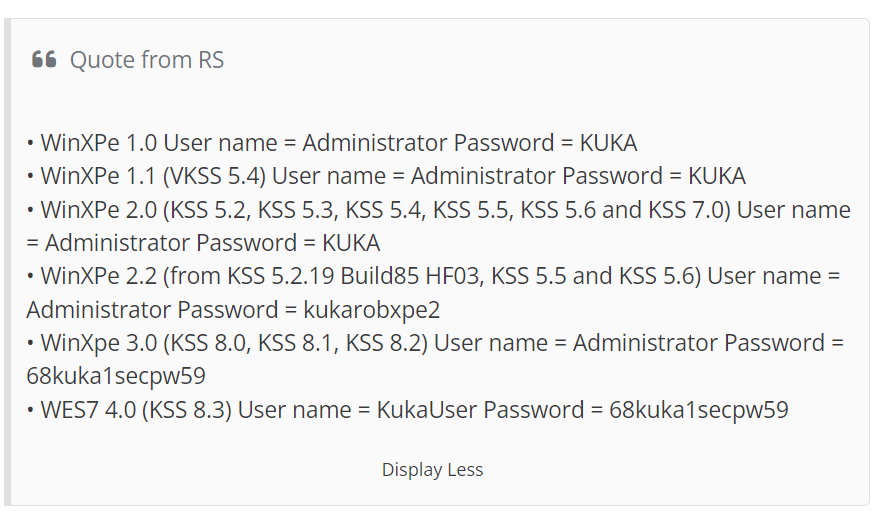 Quote from RS
• WinXPe 1.0 User name = Administrator Password = KUKA
• WinXPe 1.1 (VKSS 5.4) User name = Administrator Password = KUKA
• WinXPe 2.0 (KSS 5.2, KSS 5.3, KSS 5.4, KSS 5.5, KSS 5.6 and KSS 7.0) User name
= Administrator Password = KUKA
• WinXPe 2.2 (from KSS 5.2.19 Build85 HF03, KSS 5.5 and KSS 5.6) User name =
Administrator Password = kukarobxpe2
• WinXpe 3.0 (KSS 8.0, KSS 8.1, KSS 8.2) User name = Administrator Password =
68kuka1secpw59
• WES7 4.0 (KSS 8.3) User name = KukaUser Password = 68kuka1secpw59
Display Less